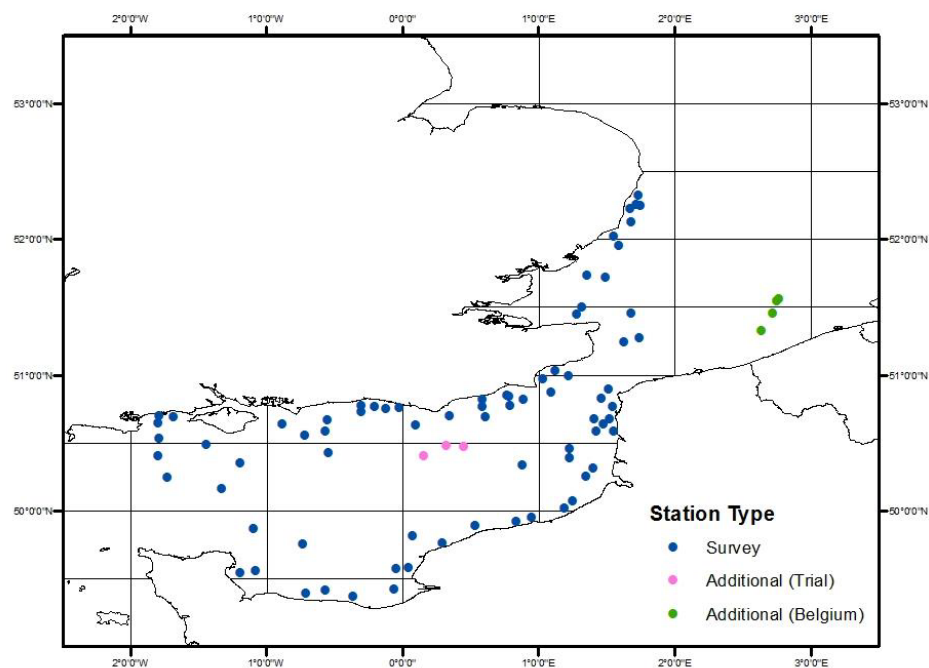 2°0'0"W 1°0'0"W 0°0'0" 1°0'0"E 2°0'0"E 3°0'0"E
53°0'0"N 53°0'0"N
52°0'0"N 52°0'0"N
51°0'0"N 51°0'0"N
50°0'0"N 50°0'0"N
Station Type
Survey
Additional (Trial)
Additional (Belgium)
2°0'0"W 1°0'0"W 0°0'0" 1°0'0"E 2°0'0"E 3°0'0"E